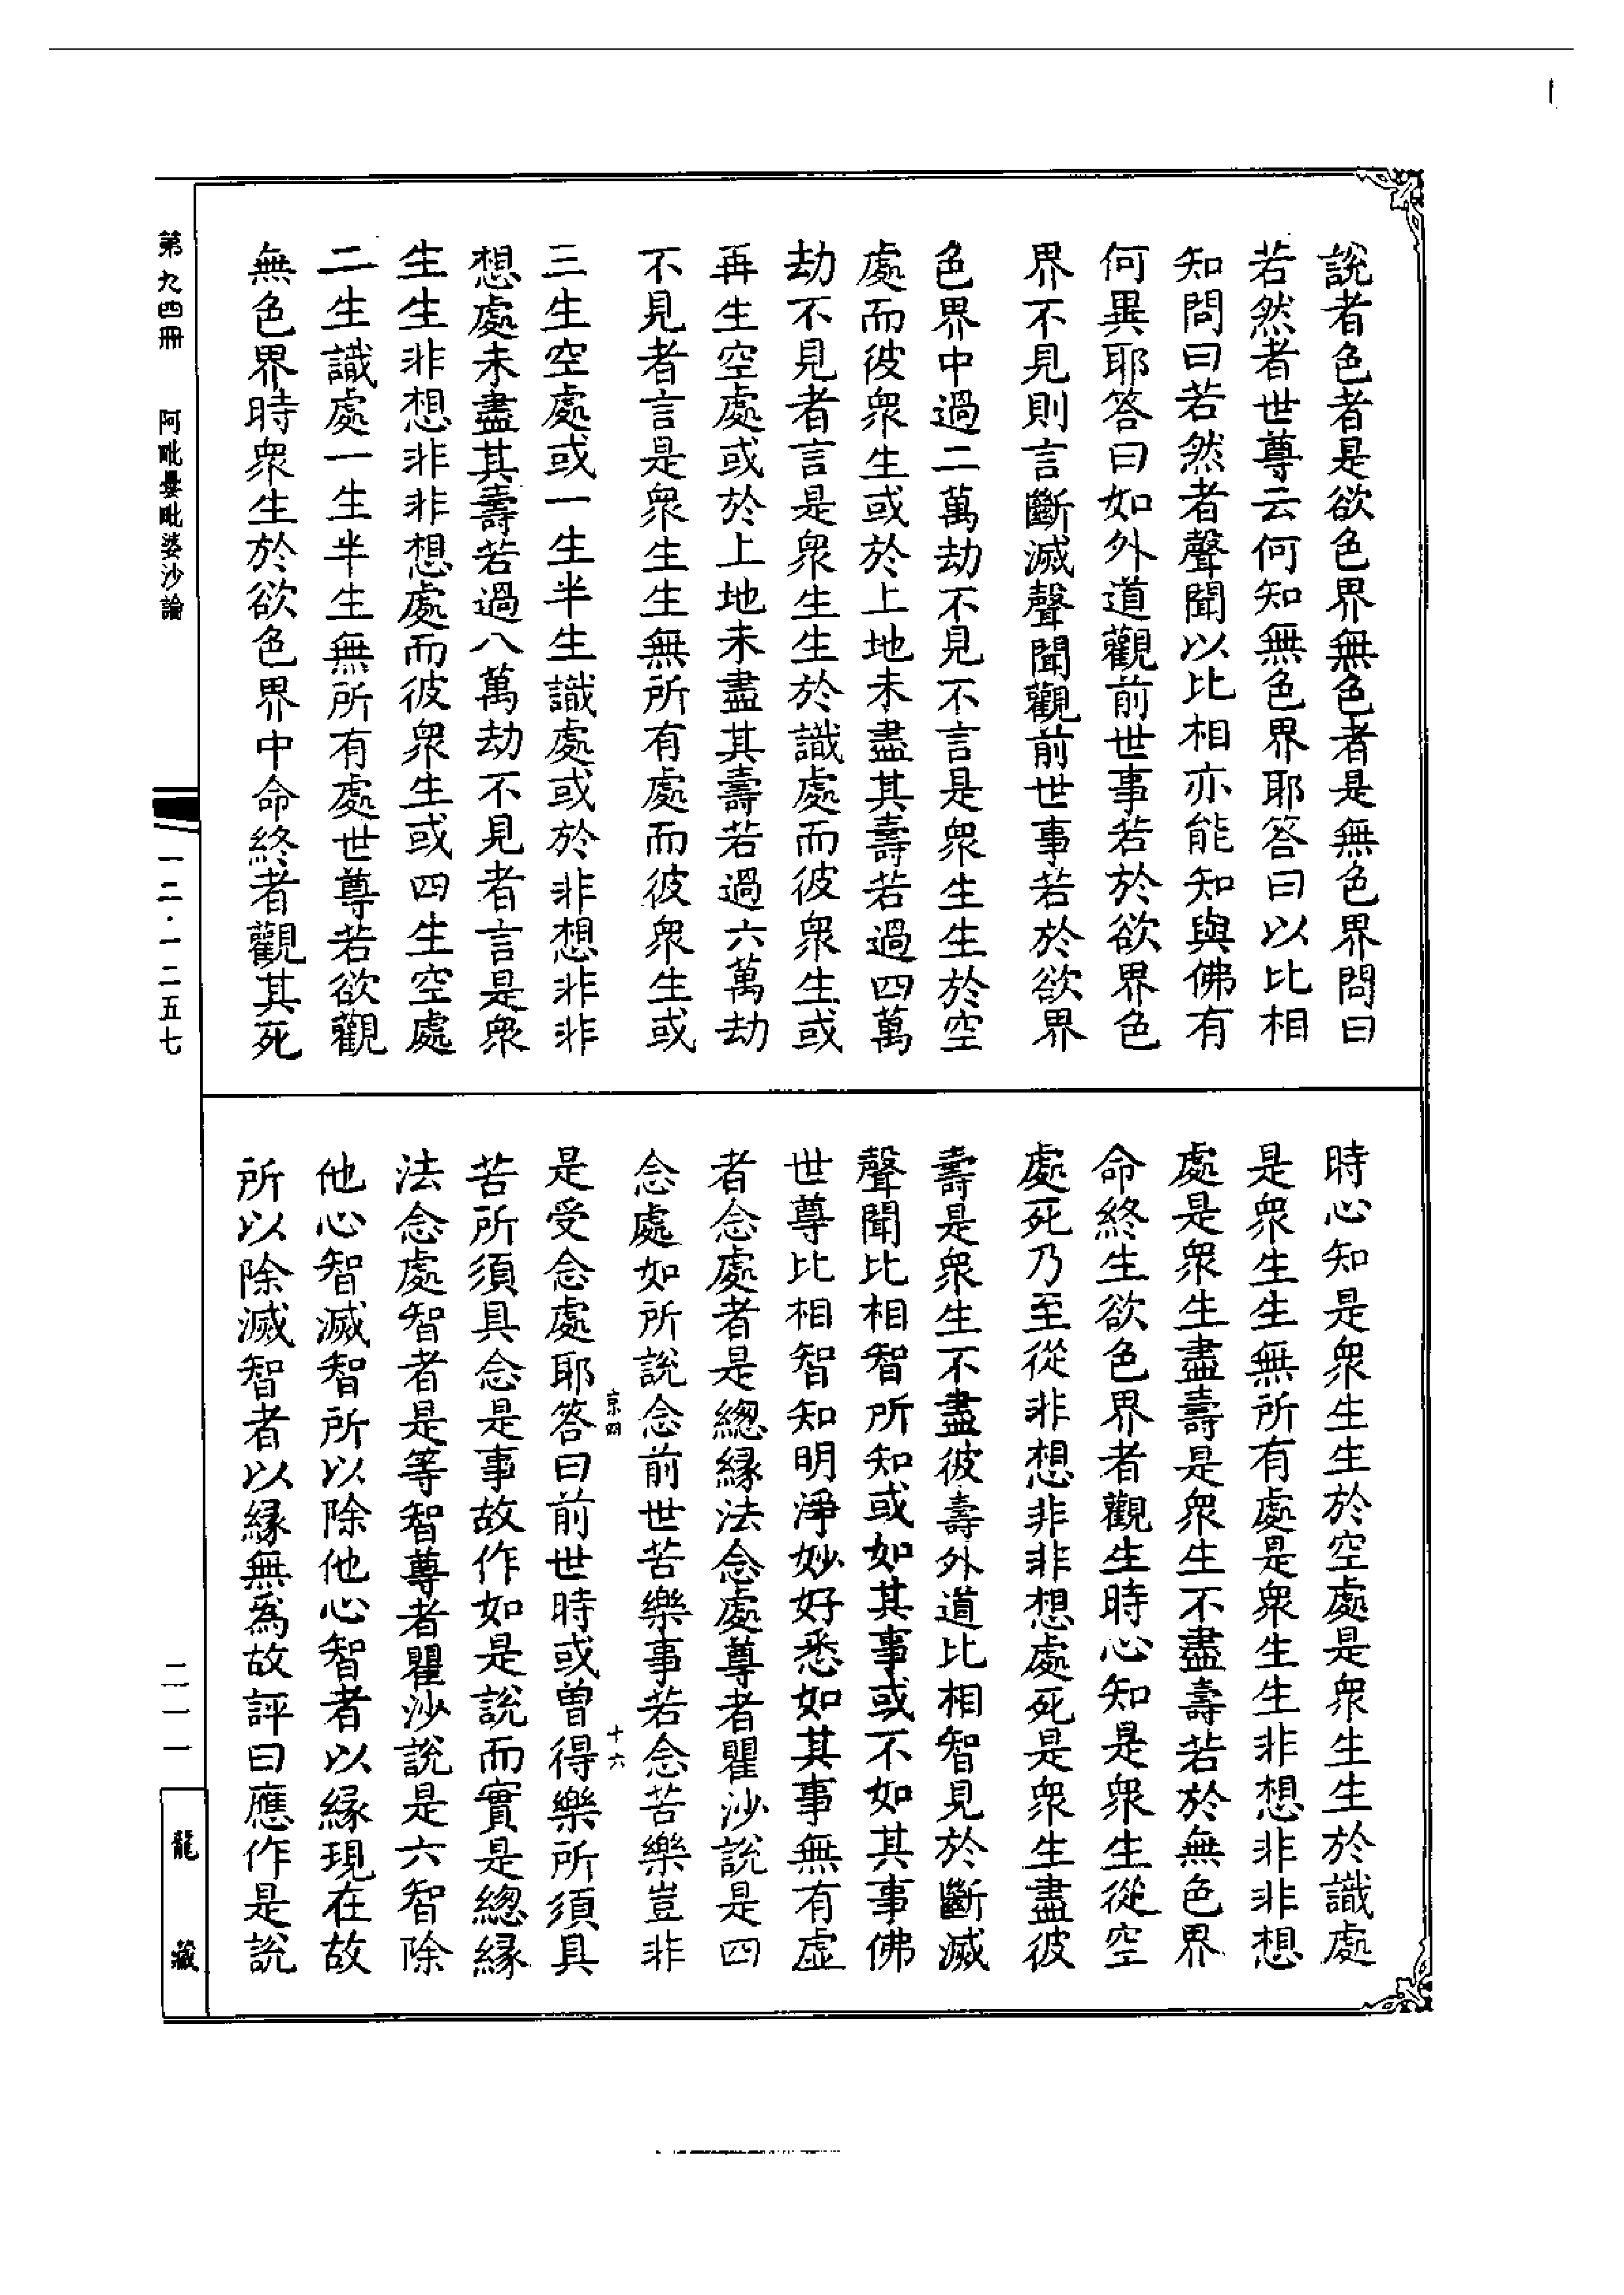 說者色者是欲色界無色者是無色界問曰
若然者世尊云何知無色界耶答曰以比相
知問曰若然者聲聞以比相亦能知與佛有
何異耶答曰如外道觀前世事若於欲界色
界不見則言斷滅聲聞觀前世事若於欲界
色界中過二萬劫不見不言是衆生生於空
處而彼衆生或於上地未盡其壽若過四萬
劫不見者言是衆生生於識處而彼衆生或
再生空處或於上地未盡其壽若過六萬劫
不見者言是衆生生無所有處而彼衆生或
三生空處或一生半生識處或於非想非非
想處未盡其壽若過八萬劫不見者言是衆
生生非想非非想處而彼衆生或四生空處
二生識處一生半生無所有處世尊若欲觀
無色界時衆生於欲色界中命終者觀其死
時心知是衆生生於空處是衆生生於識處
是衆生生無所有處是衆生生非想非非想
處是衆生盡壽是衆生不盡壽若於無色界
命終生欲色界者觀生時心知是衆生從空
處死乃至從非想非非想處死是衆生盡彼
壽是衆生不盡彼壽外道比相智見於斷滅
聲聞比相智所知或如其事或不如其事佛
世尊比相智知明淨妙好悉如其事無有虛
者念處者是總緣法念處尊者瞿沙說是四
念處如所說念前世苦樂事若念苦樂豈非
是受念處耶答曰前世時或曾得樂所須具
苦所須具念是事故作如是說而實是總緣
法念處智者是等智尊者瞿沙說是六智除
他心智滅智所以除他心智者以緣現在故
所以除滅智者以緣無爲故評曰應作是說
京四
十六
第九四冊 阿毗曇毗婆沙論
一二·一二五七
二一一
龍藏